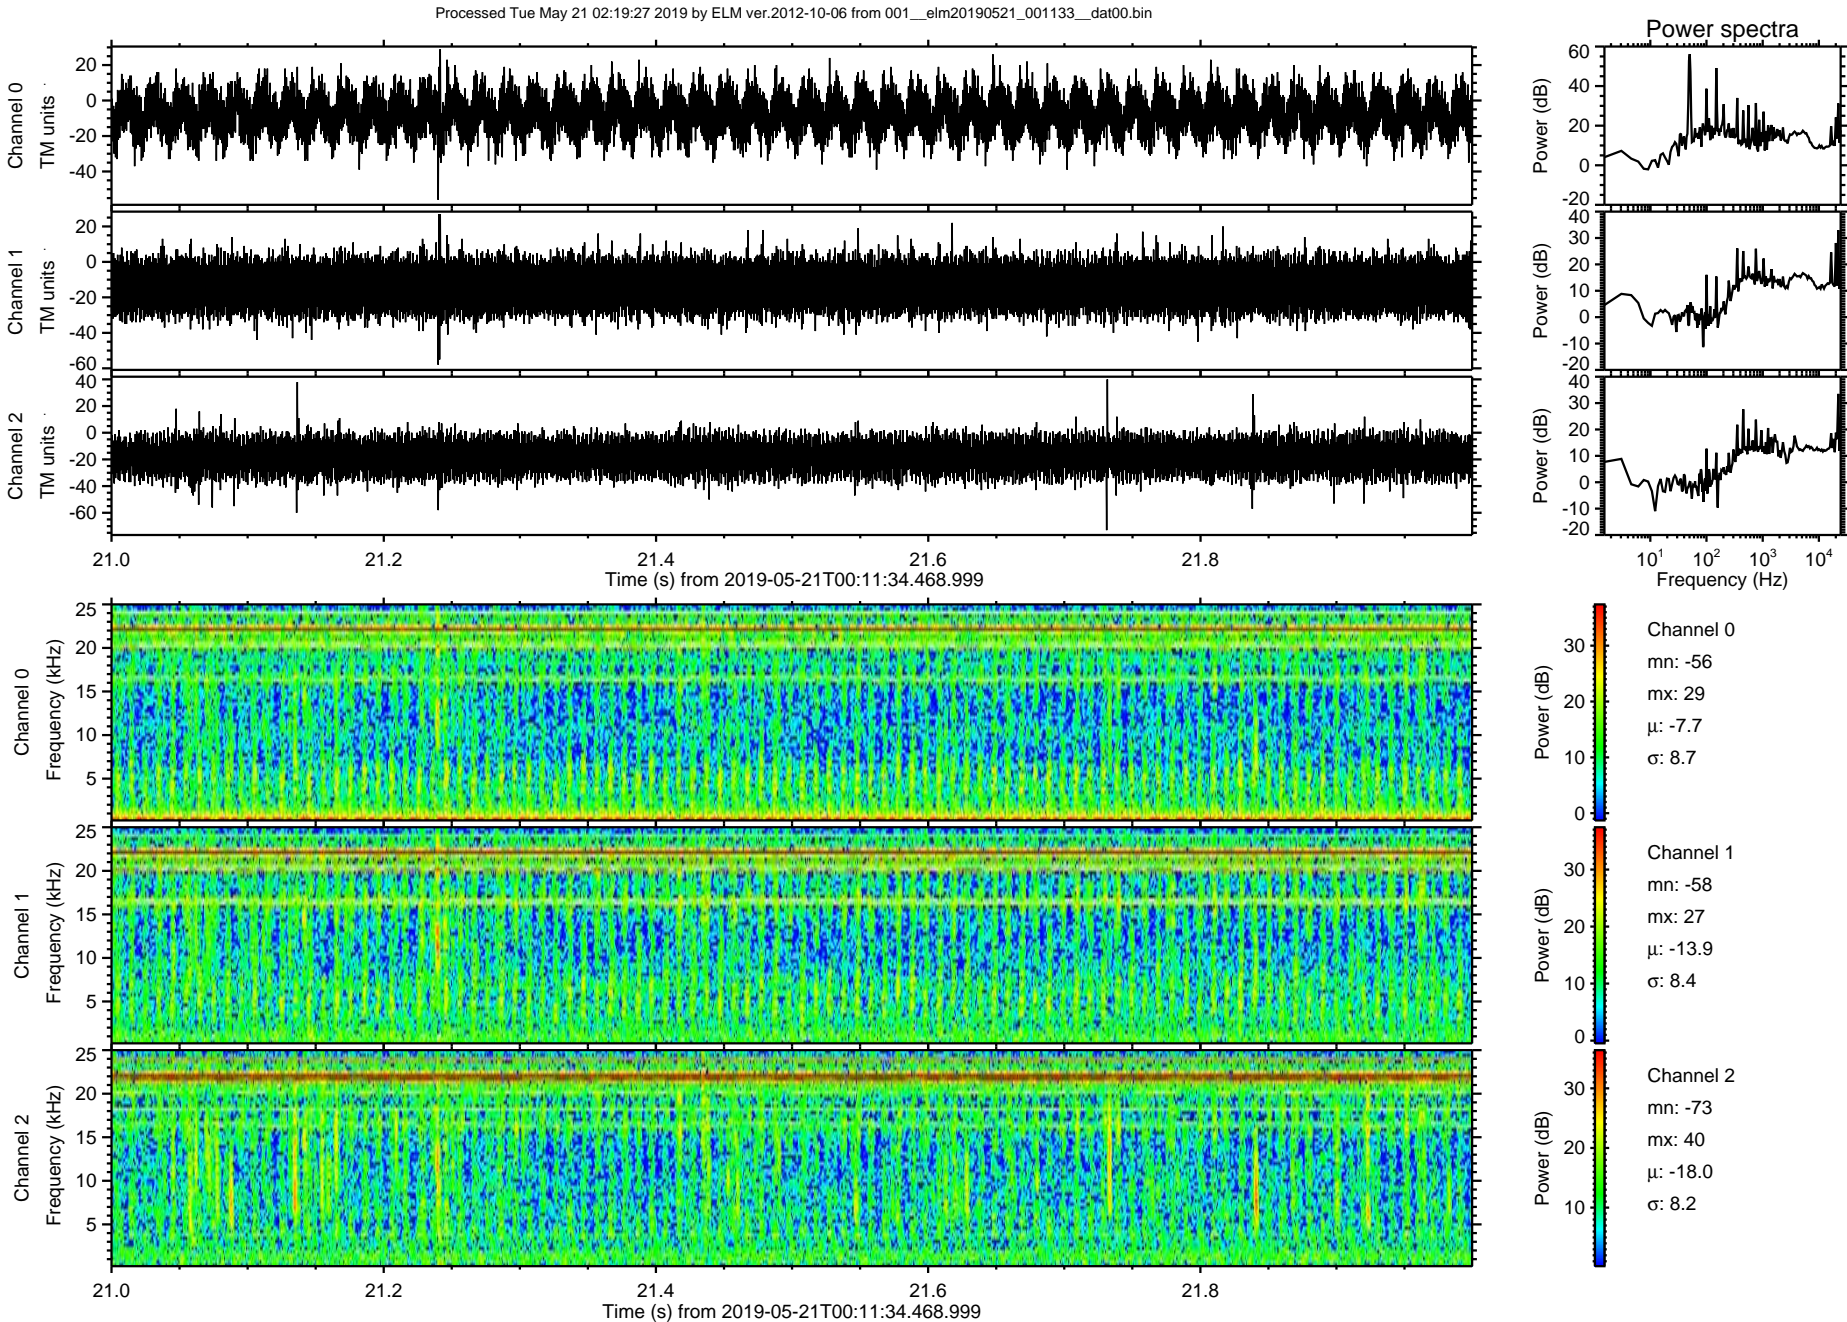 Processed Tue May 21 02:19:27 2019 by ELM ver.2012-10-06 from 001__elm20190521_001133__dat00.bin
Power spectra
Channel 0
TM units
20
0
-20
-40
Power (dB)
60
40
20
0
-20
Channel 1
TM units
20
0
-20
-40
-60
Power (dB)
40
30
20
10
0
-10
-20
Channel 2
TM units
40
20
0
-20
-40
-60
Power (dB)
40
30
20
10
0
-10
-20
21.0 21.2 21.4 21.6 21.8
Time (s) from 2019-05-21T00:11:34.468.999
10^1 10^2 10^3 10^4
Frequency (Hz)
Channel 0
Frequency (kHz)
25
20
15
10
5
Power (dB)
30
20
10
0
Channel 0
mn: -56
mx: 29
μ: -7.7
σ: 8.7
Channel 1
Frequency (kHz)
25
20
15
10
5
Power (dB)
30
20
10
0
Channel 1
mn: -58
mx: 27
μ: -13.9
σ: 8.4
Channel 2
Frequency (kHz)
25
20
15
10
5
Power (dB)
30
20
10
Channel 2
mn: -73
mx: 40
μ: -18.0
σ: 8.2
21.0 21.2 21.4 21.6 21.8
Time (s) from 2019-05-21T00:11:34.468.999